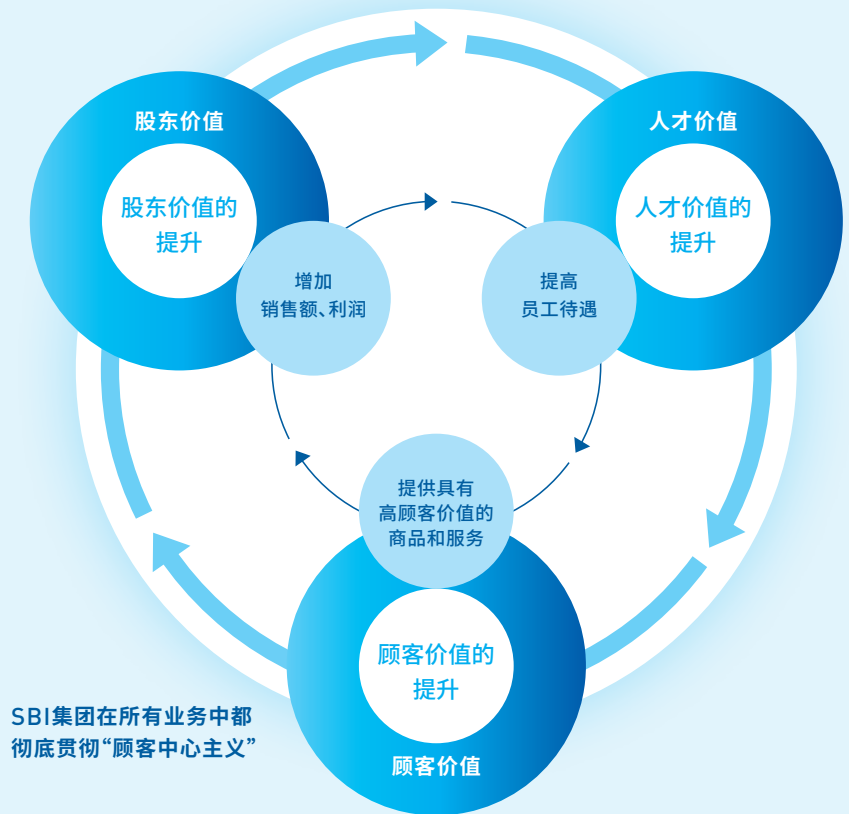 股东价值
股东价值的
提升
增加
销售额、利润
人才价值
人才价值的
提升
提高
员工待遇
提供具有
高顾客价值的
商品和服务
顾客价值的
提升
顾客价值
SBI集团在所有业务中都
彻底贯彻“顾客中心主义”